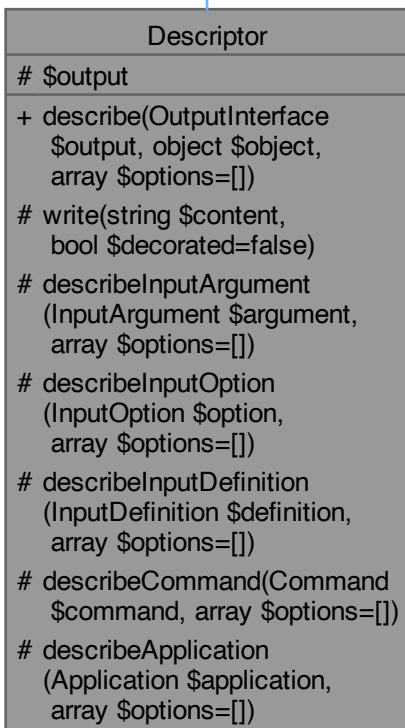 Descriptor
# $output
+ describe(OutputInterface
$output, object $object,
array $options=[])
# write(string $content,
bool $decorated=false)
# describeInputArgument
(InputArgument $argument,
array $options=[])
# describeInputOption
(InputOption $option,
array $options=[])
# describeInputDefinition
(InputDefinition $definition,
array $options=[])
# describeCommand(Command
$command, array $options=[])
# describeApplication
(Application $application,
array $options=[])